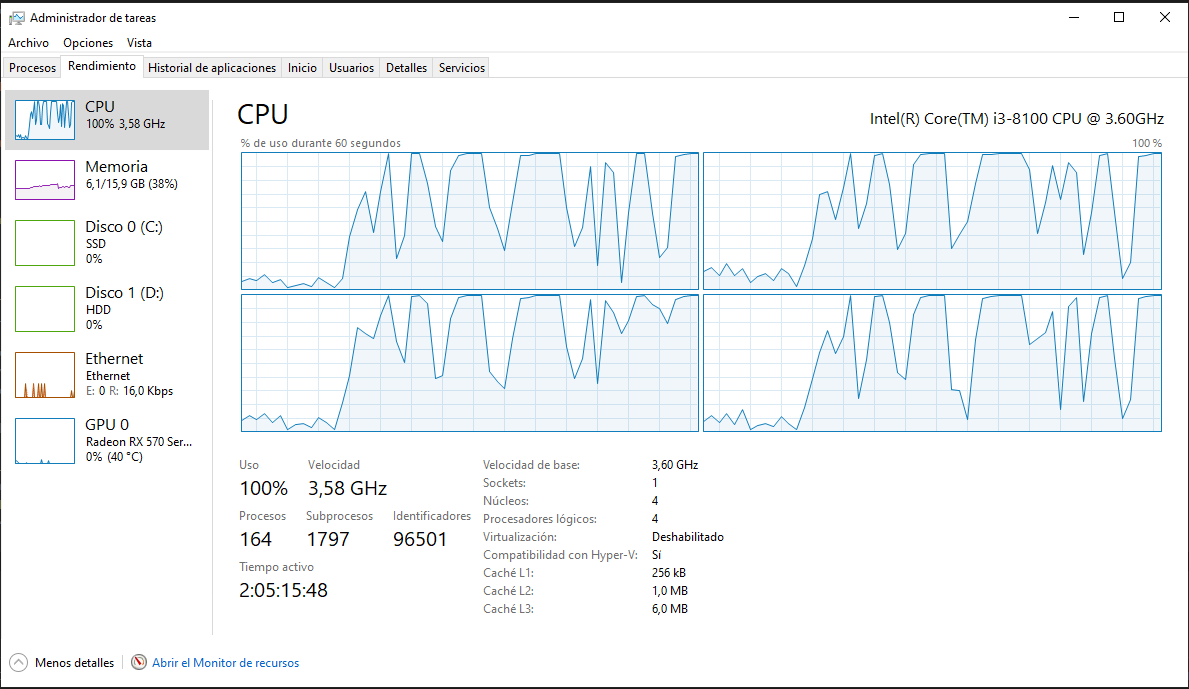 Administrador de tareas
Archivo Opciones Vista
Procesos Rendimiento Historial de aplicaciones Inicio Usuarios Detalles Servicios
CPU
100% 3,58 GHz
Memoria
6,1/15,9 GB (38%)
Disco 0 (C:)
SSD
0%
Disco 1 (D:)
HDD
0%
Ethernet
Ethernet
E: 0 R: 16,0 Kbps
GPU 0
Radeon RX 570 Ser...
0% (40 °C)
CPU
Intel(R) Core(TM) i3-8100 CPU @ 3.60GHz
% de uso durante 60 segundos 100 %
Uso Velocidad
100% 3,58 GHz
Procesos Subprocesos Identificadores
164 1797 96501
Tiempo activo
2:05:15:48
Velocidad de base: 3,60 GHz
Sockets: 1
Núcleos: 4
Procesadores lógicos: 4
Virtualización: Deshabilitado
Compatibilidad con Hyper-V: Sí
Caché L1: 256 kB
Caché L2: 1,0 MB
Caché L3: 6,0 MB
Menos detalles Abrir el Monitor de recursos